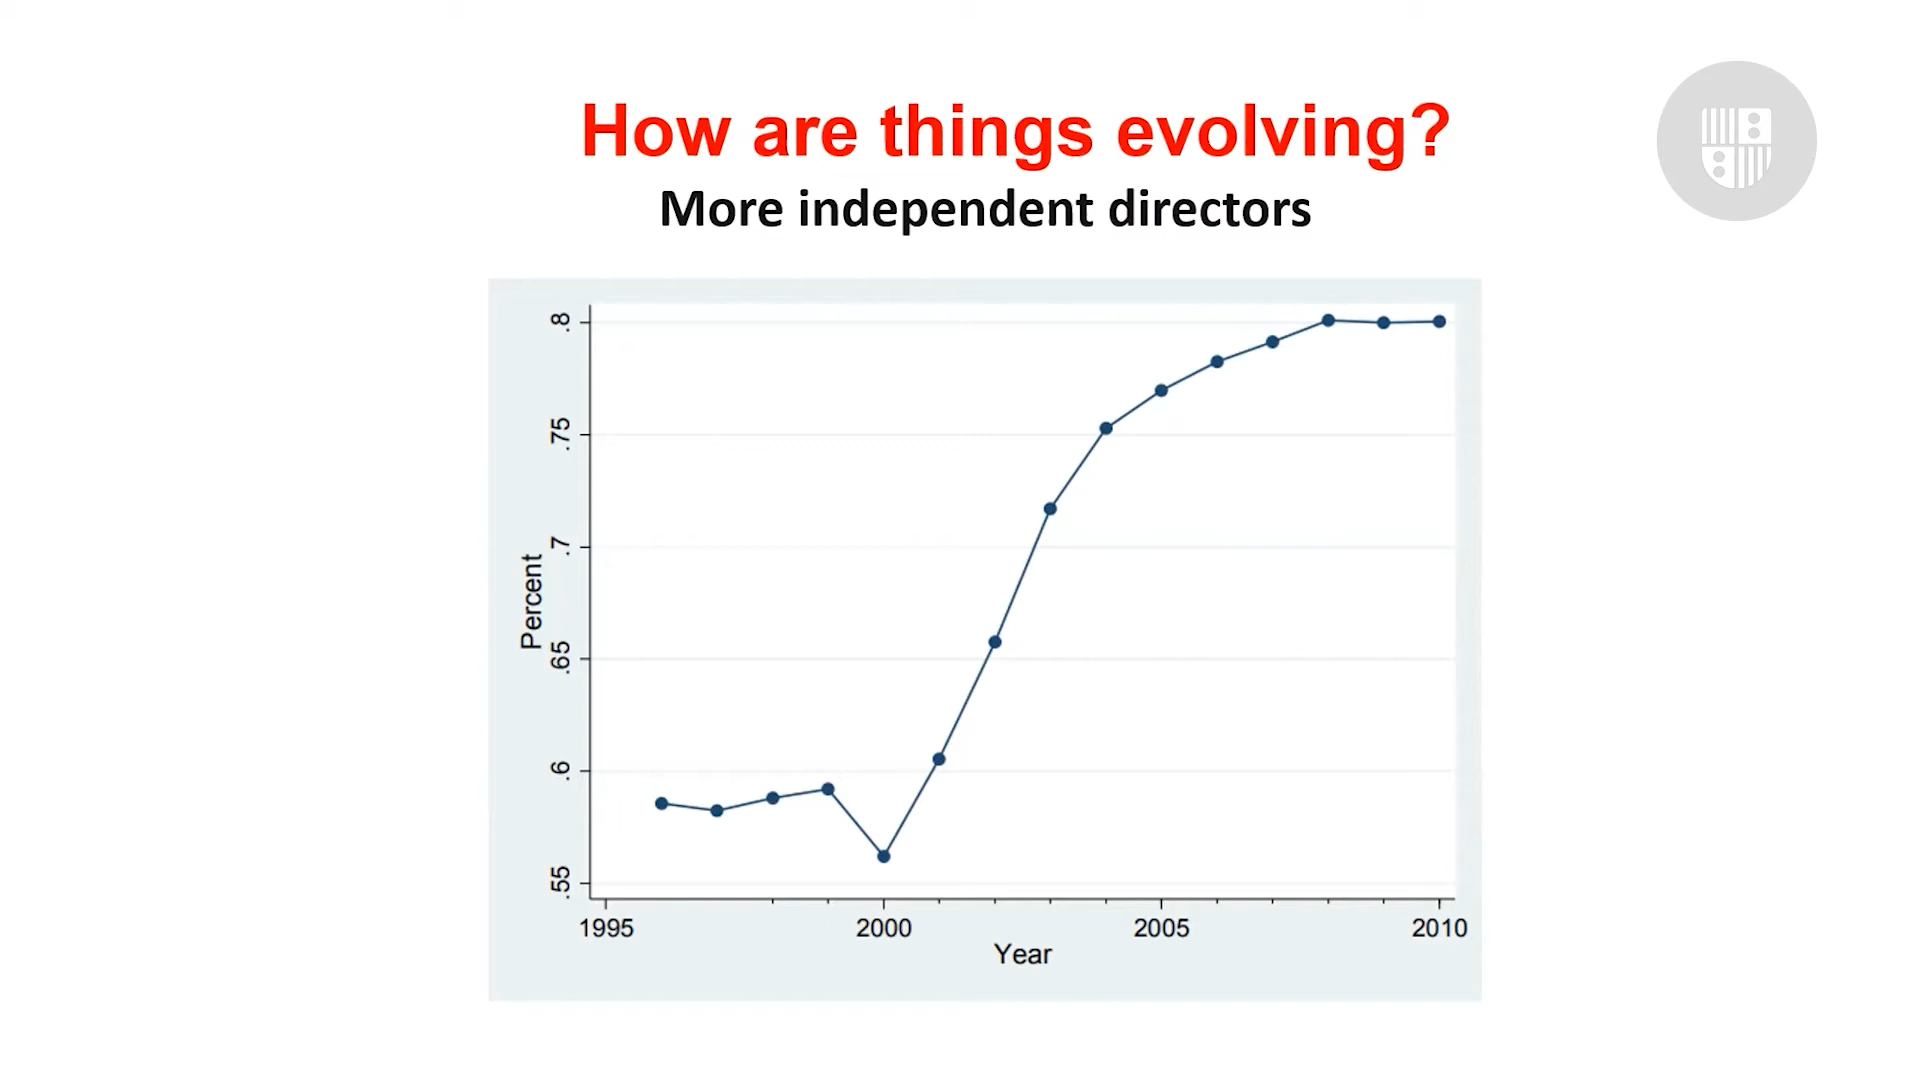 How are things evolving?
More independent directors
.8
.75
.7
.65
.6
.55
Percent
1995 2000 2005 2010
Year